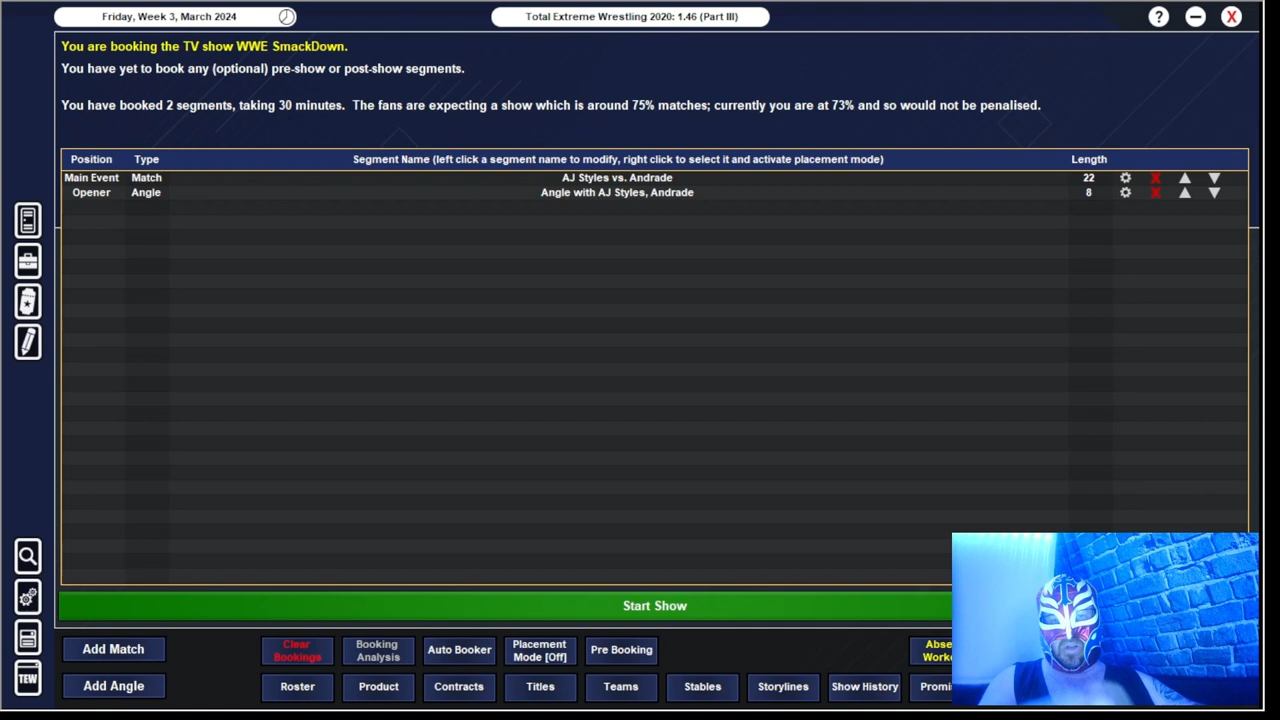 Friday, Week 3, March 2024
Total Extreme Wrestling 2020: 1.46 (Part III)
?
X
You are booking the TV show WWE SmackDown.
You have yet to book any (optional) pre-show or post-show segments.
You have booked 2 segments, taking 30 minutes. The fans are expecting a show which is around 75% matches; currently you are at 73% and so would not be penalised.
Position Type Segment Name (left click a segment name to modify, right click to select it and activate placement mode) Length
Main Event Match AJ Styles vs. Andrade 22 X
Opener Angle Angle with AJ Styles, Andrade 8 X
Start Show
Add Match
Clear Bookings
Booking Analysis
Auto Booker
Placement Mode [Off]
Pre Booking
Abse
Work
TEW
Add Angle
Roster
Product
Contracts
Titles
Teams
Stables
Storylines
Show History
Promi